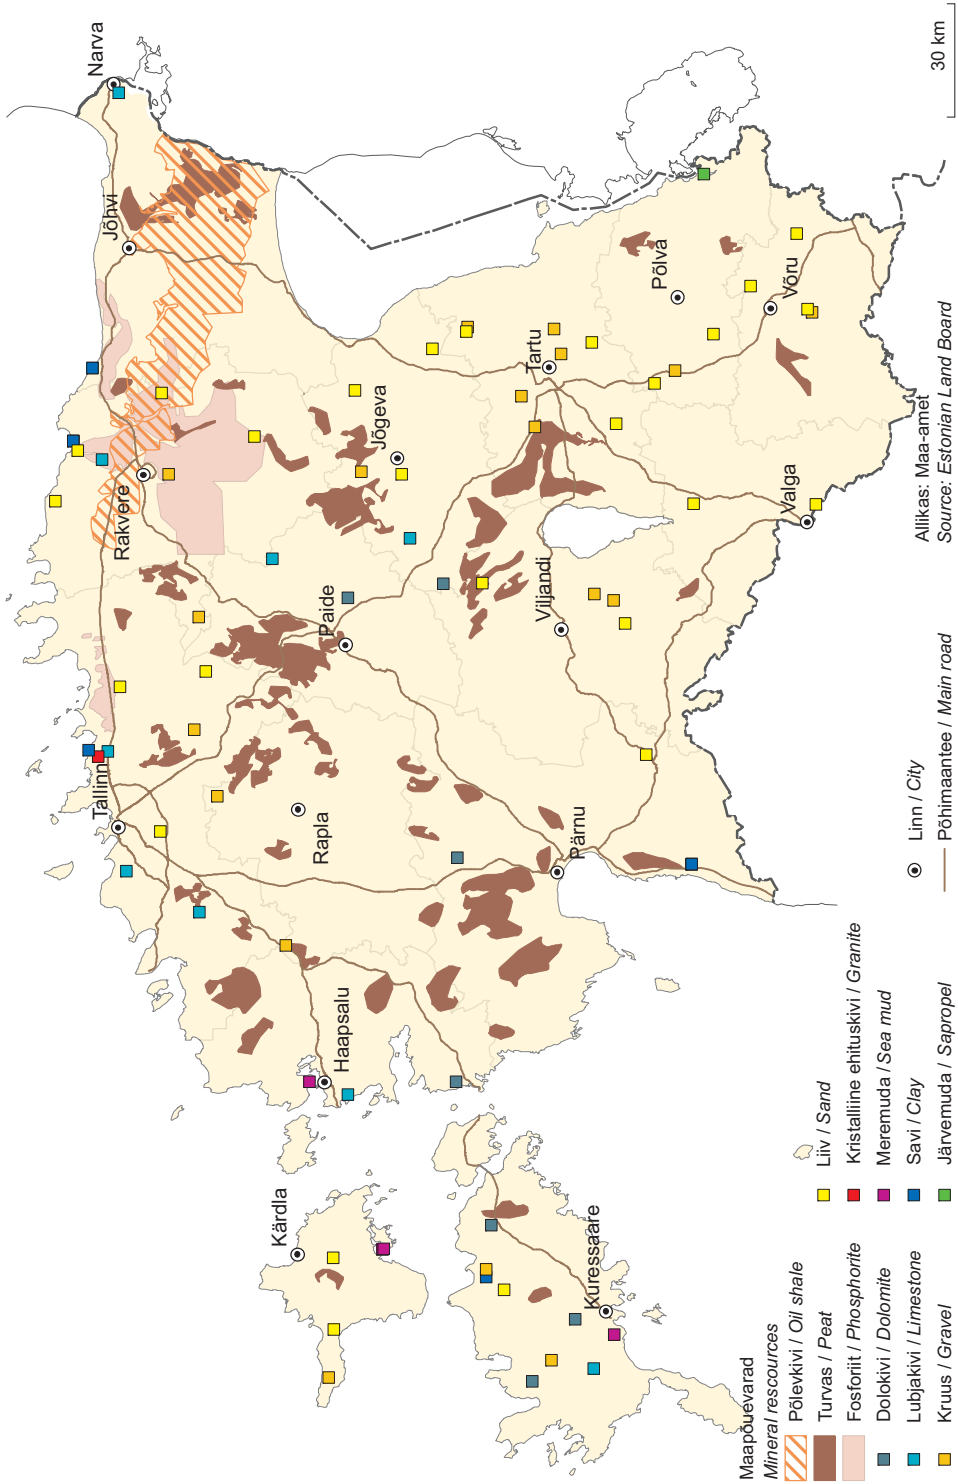 Narva
Jõhvi
Rakvere
Tallinn
Jõgeva
Paide
Rapla
Haapsalu
Kärdla
Kuressaare
Pärnu
Viljandi
Tartu
Põlva
Võru
Valga
30 km
Allikas: Maa-amet
Source: Estonian Land Board
Maapõuevarad
Mineral rescources
Põlevkivi / Oil shale
Turvas / Peat
Fosforiit / Phosphorite
Dolokivi / Dolomite
Lubjakivi / Limestone
Kruus / Gravel
Liiv / Sand
Kristalliine ehituskivi / Granite
Meremuda / Sea mud
Savi / Clay
Järvemuda / Sapropel
Linn / City
Põhimaantee / Main road